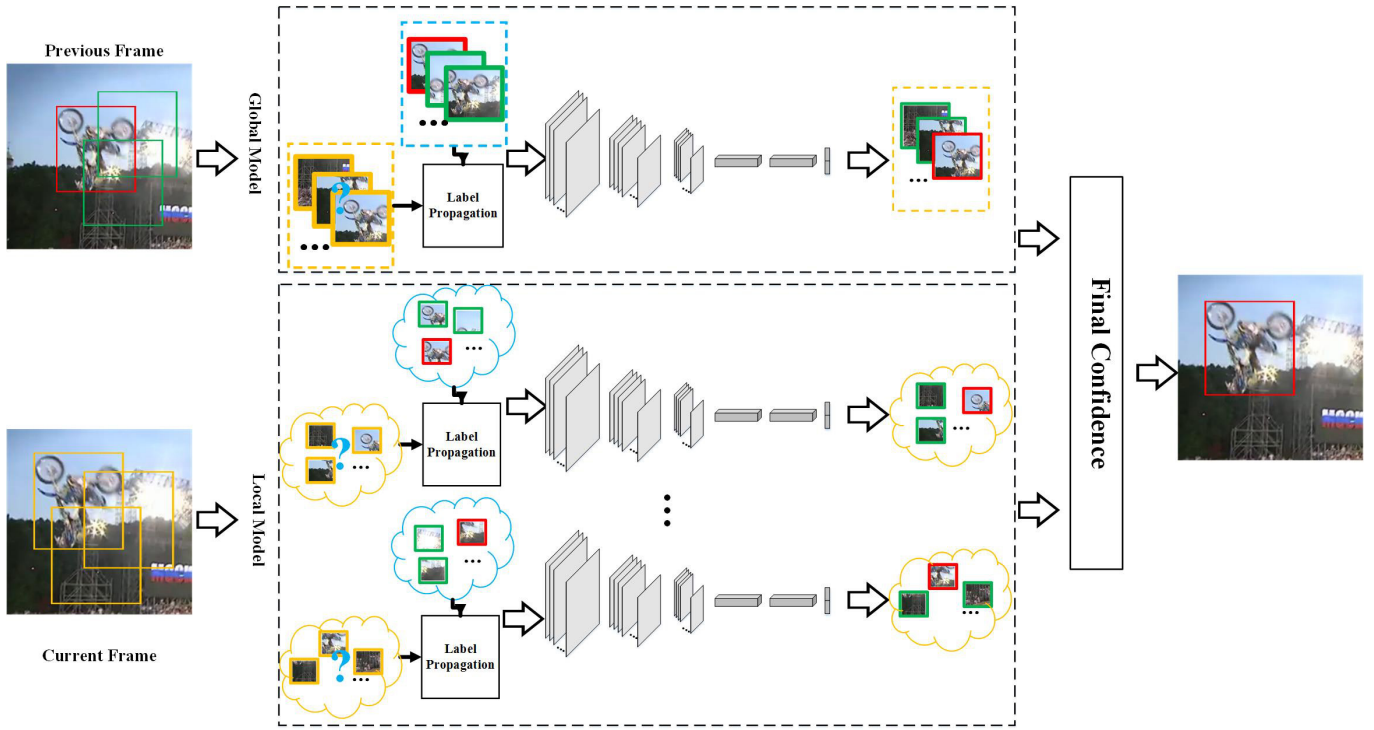 Previous Frame
Global Model
Label
Propagation
Label
Propagation
Local Model
Label
Propagation
Current Frame
Final Confidence